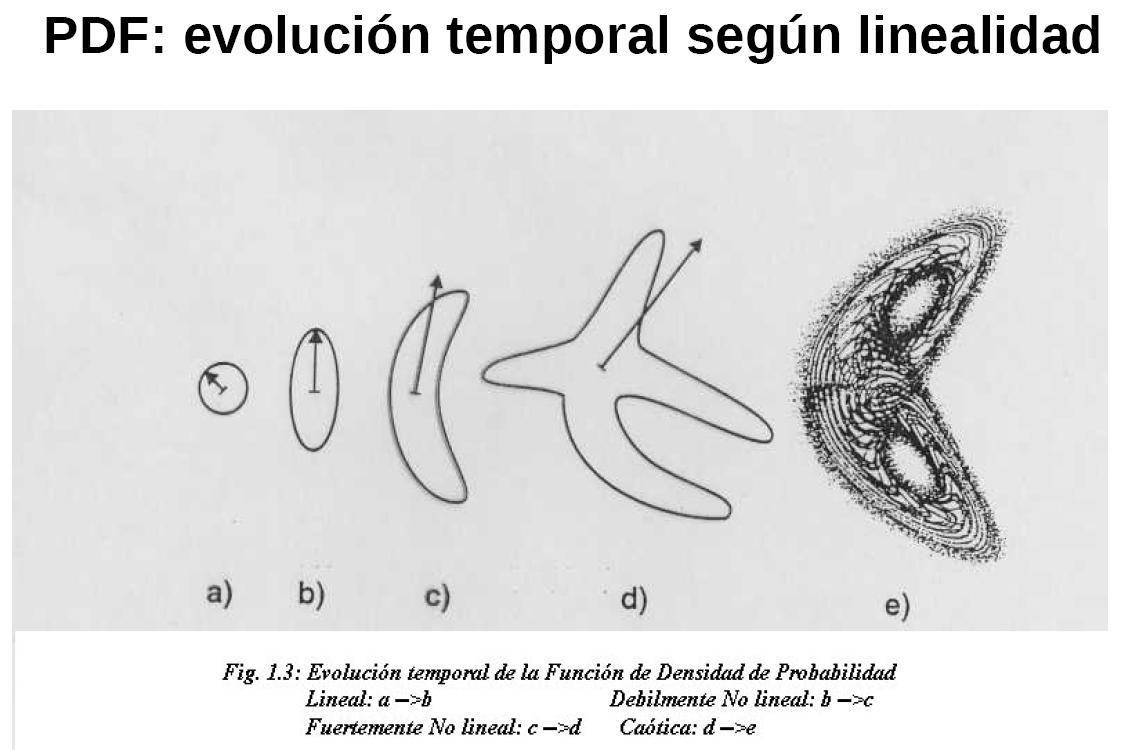 PDF: evolución temporal según linealidad
a) b) c) d) e)
Fig. 1.3: Evolución temporal de la Función de Densidad de Probabilidad
Lineal: a –>b Debilmente No lineal: b –>c
Fuertemente No lineal: c –>d Caótica: d –>e